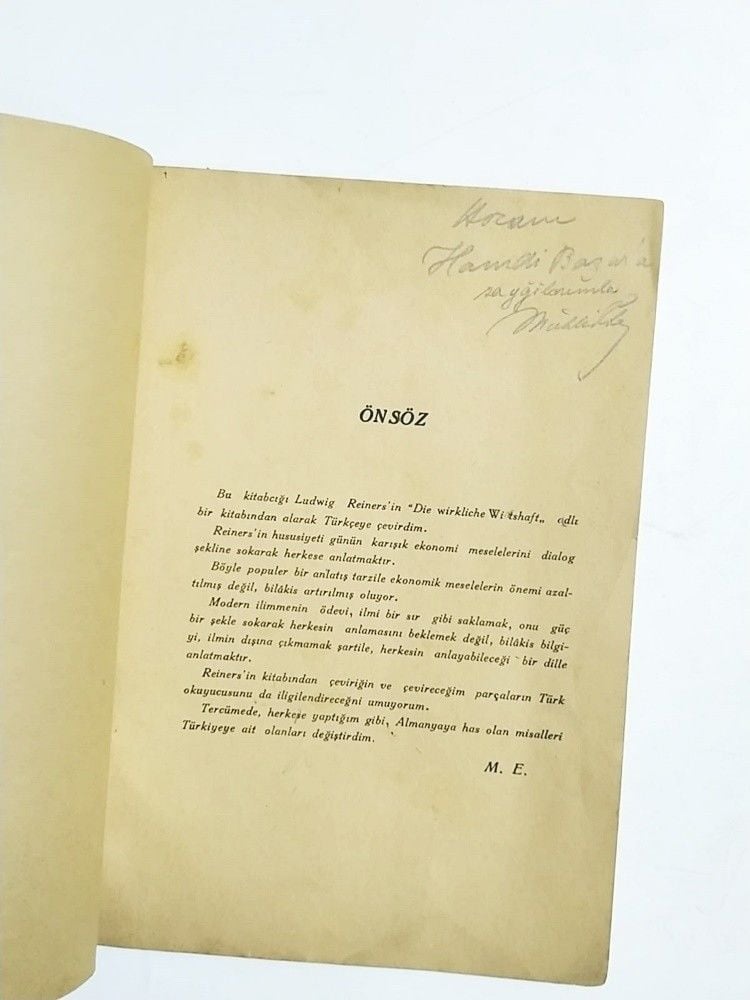 Hocam
Hamdi Başar'a
saygılarımla
ÖNSÖZ
Bu kitabcığı Ludwig Reiners'in "Die wirkliche Wirtshaft„ adlı
bir kitabından alarak Türkçeye çevirdim.
Reiners'in hususiyeti günün karışık ekonomi meselelerini dialog
şekline sokarak herkese anlatmaktır.
Böyle populer bir anlatış tarzile ekonomik meselelerin önemi azal-
tılmış değil, bilâkis artırılmış oluyor.
Modern ilimmenin ödevi, ilmi bir sır gibi saklamak, onu güç
bir şekle sokarak herkesin anlamasını beklemek değil, bilâkis bilgi-
yi, ilmin dışına çıkmamak şartile, herkesin anlayabileceği bir dille
anlatmaktır.
Reiners'in kitabından çeviriğin ve çevireceğim parçaların Türk
okuyucusunu da iligilendireceğni umuyorum.
Tercümede, herkese yaptığım gibi, Almanyaya has olan misalleri
Türkiyeye ait olanları değiştirdim.
M. E.